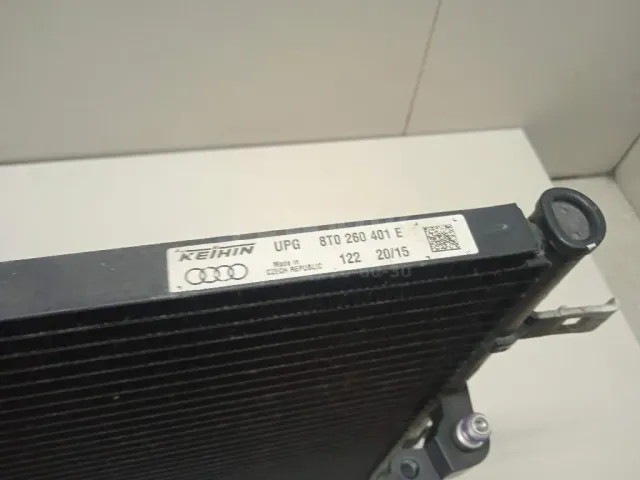 KEIHIN UPG 8T0 260 401 E
Made in
CZECH REPUBLIC 122 20/15